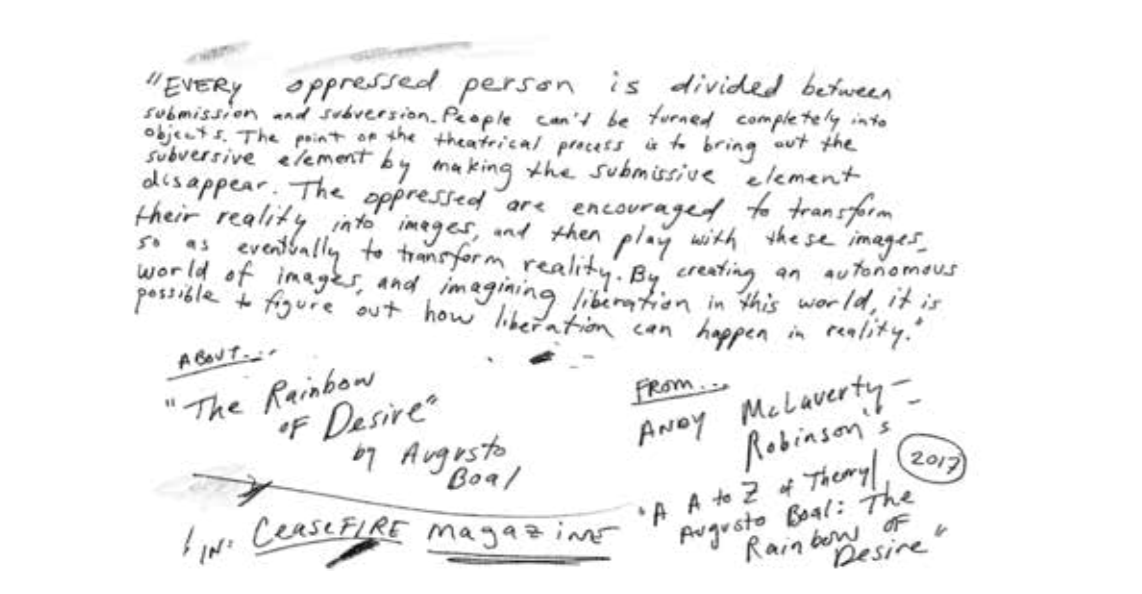 "EVERY oppressed person is divided between
submission and subversion. People can't be turned completely into
objects. The point of the theatrical process is to bring out the
subversive element by making the submissive element
disappear. The oppressed are encouraged to transform
their reality into images, and then play with these images,
so as eventually to transform reality. By creating an autonomous
world of images, and imagining liberation in this world, it is
possible to figure out how liberation can happen in reality."
ABOUT...
"The Rainbow
OF Desire"
by Augusto
Boal
FROM...
ANDY McLaverty-
Robinson's
2017
"A A to Z of Theory|
Augusto Boal: The
Rainbow OF
Desire"
IN: CeaseFIRE magazine